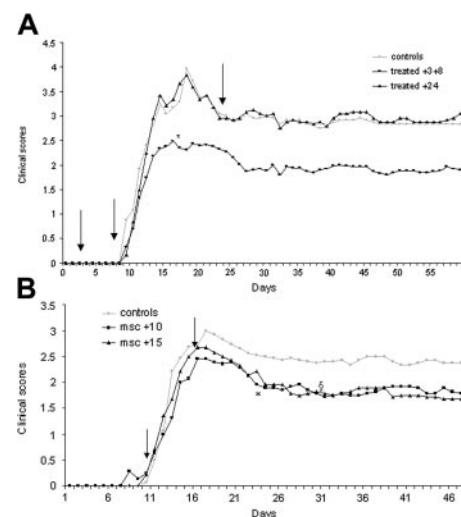 A
4.5
4
3.5
3
2.5
2
1.5
1
0.5
0
Clinical scores
controls
treated +3+8
treated +24
*
0 5 10 15 20 25 30 35 40 45 50 55
Days
B
3.5
3
2.5
2
1.5
1
0.5
0
Clinical scores
controls
msc +10
msc +15
§
*
1 6 11 16 21 26 31 36 41 46
Days